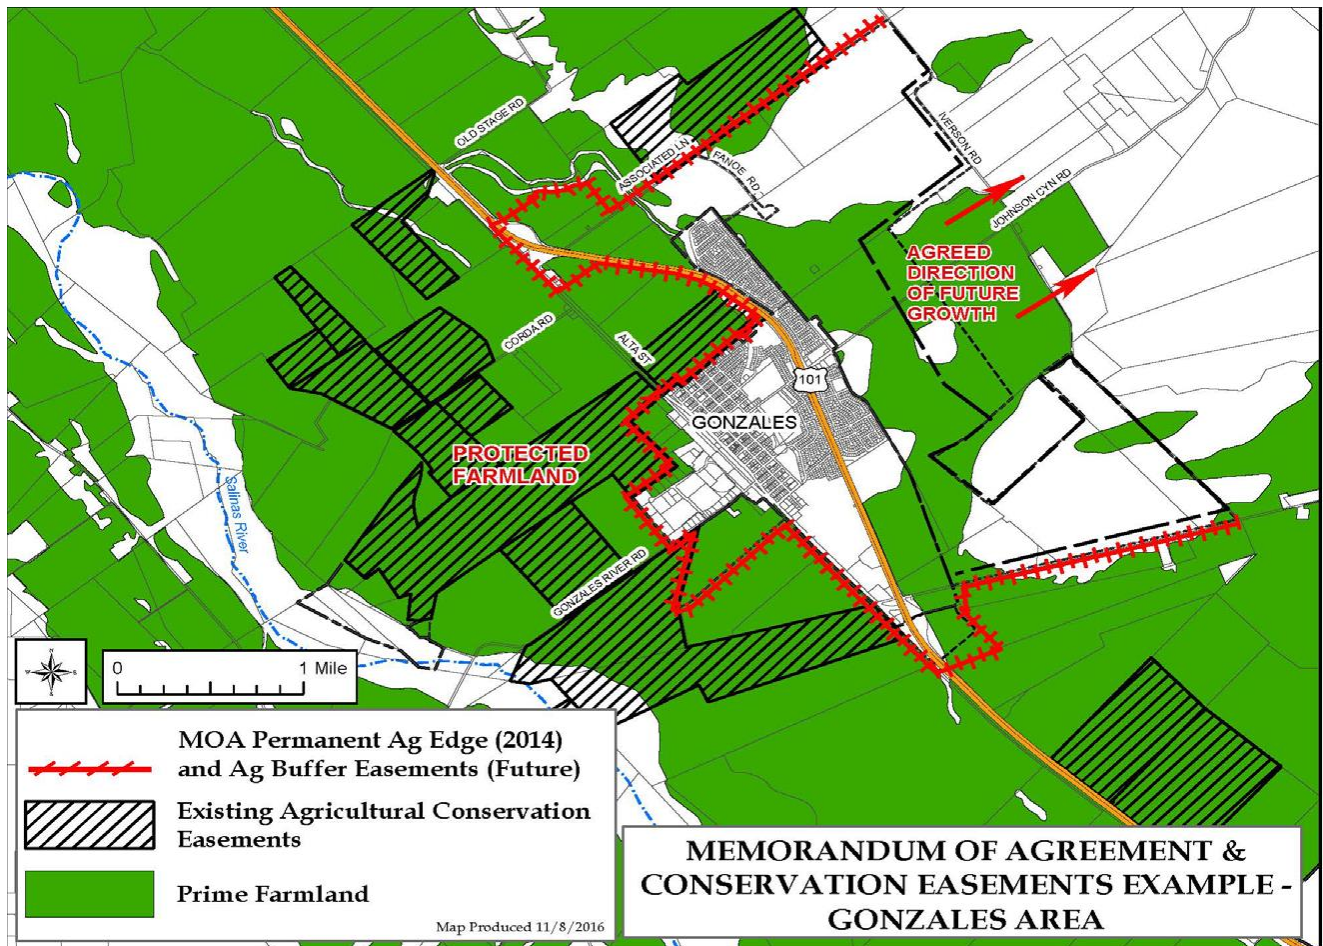 OLD STAGE RD
ASSOCIATED LN
FANOE RD
IVERSON RD
JOHNSON CYN RD
AGREED
DIRECTION
OF FUTURE
GROWTH
CORDA RD
ALTA ST
101
GONZALES
PROTECTED
FARMLAND
Salinas River
GONZALES RIVER RD
N
W
E
S
0
1 Mile
MOA Permanent Ag Edge (2014)
and Ag Buffer Easements (Future)
Existing Agricultural Conservation
Easements
Prime Farmland
Map Produced 11/8/2016
MEMORANDUM OF AGREEMENT &
CONSERVATION EASEMENTS EXAMPLE -
GONZALES AREA